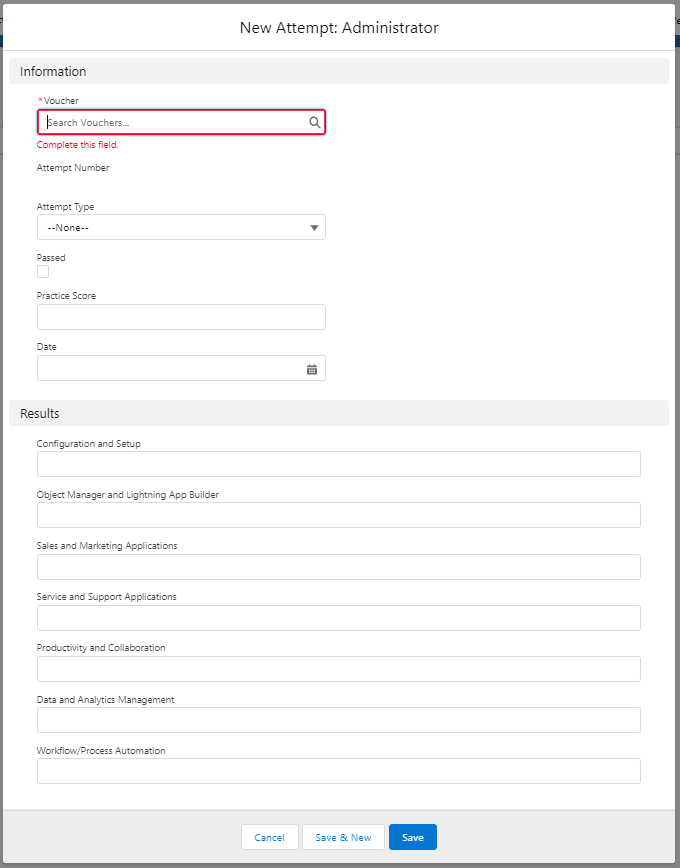 New Attempt: Administrator
Information
*Voucher
Search Vouchers...
Complete this field.
Attempt Number
Attempt Type
--None--
Passed
Practice Score
Date
Results
Configuration and Setup
Object Manager and Lightning App Builder
Sales and Marketing Applications
Service and Support Applications
Productivity and Collaboration
Data and Analytics Management
Workflow/Process Automation
Cancel Save & New Save